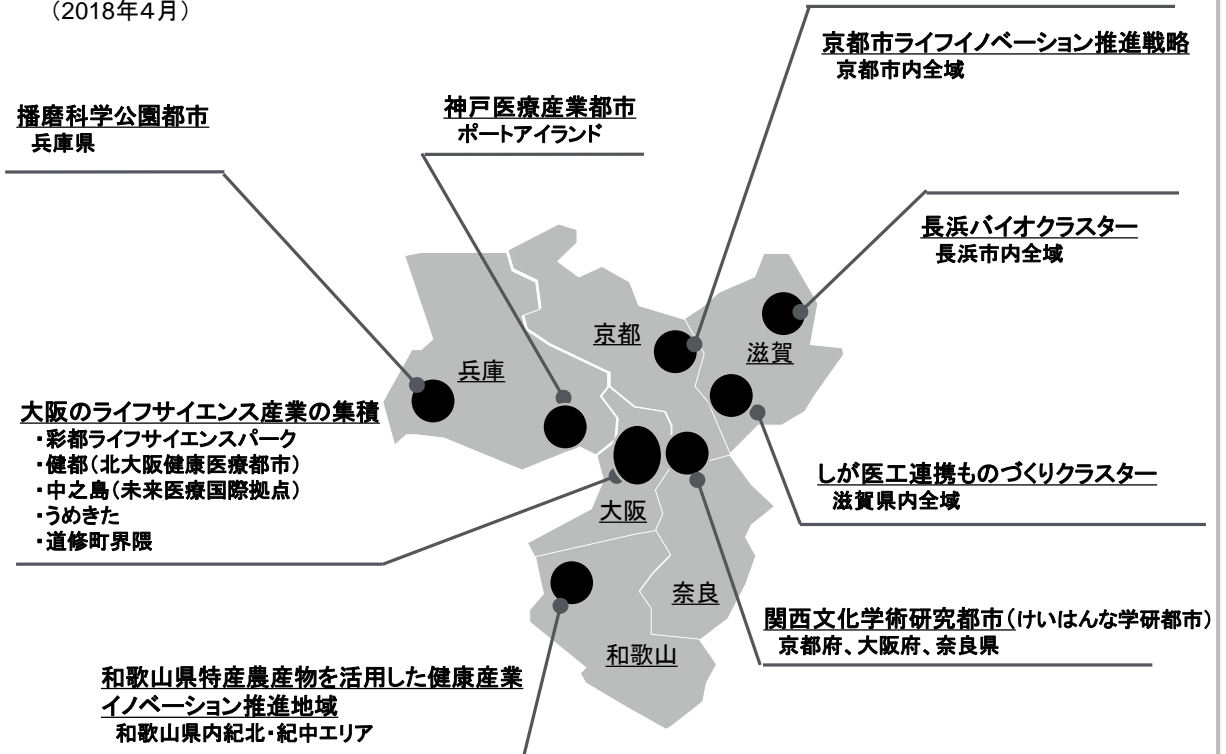 （2018年4月）
京都市ライフイノベーション推進戦略
京都市内全域
神戸医療産業都市
ポートアイランド
播磨科学公園都市
兵庫県
長浜バイオクラスター
長浜市内全域
京都
滋賀
兵庫
大阪のライフサイエンス産業の集積
・彩都ライフサイエンスパーク
・健都（北大阪健康医療都市）
・中之島（未来医療国際拠点）
・うめきた
・道修町界隈
しが医工連携ものづくりクラスター
滋賀県内全域
大阪
奈良
関西文化学術研究都市（けいはんな学研都市）
京都府、大阪府、奈良県
和歌山
和歌山県特産農産物を活用した健康産業
イノベーション推進地域
和歌山県内紀北・紀中エリア